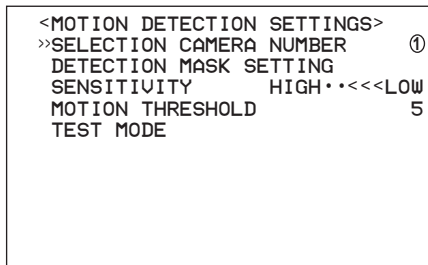 <MOTION DETECTION SETTINGS>
»SELECTION CAMERA NUMBER ①
DETECTION MASK SETTING
SENSITIVITY HIGH··<<<LOW
MOTION THRESHOLD 5
TEST MODE